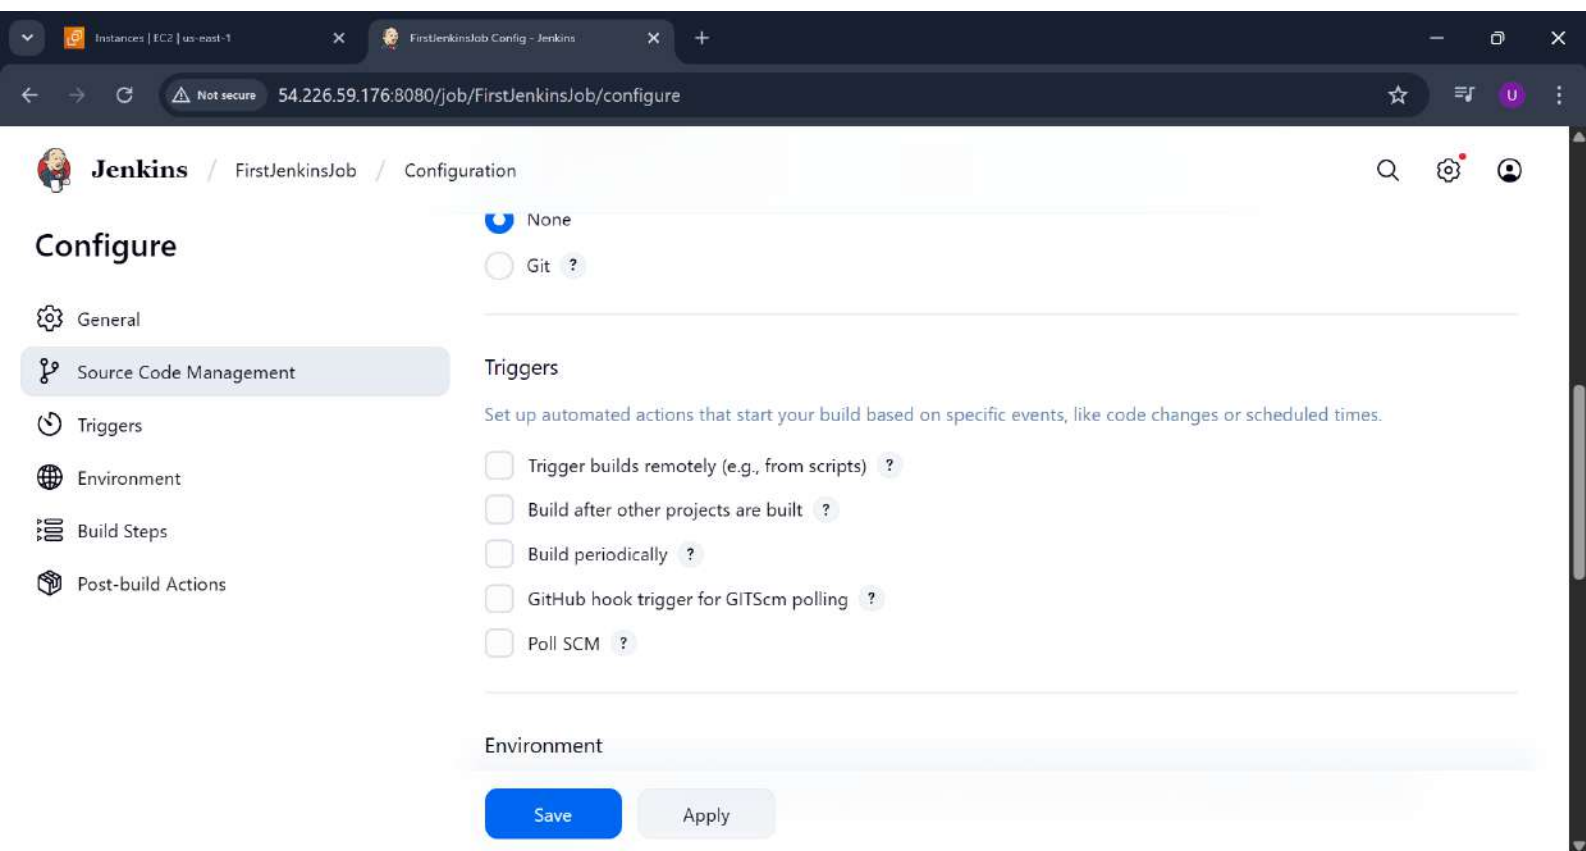 Instances | EC2 | us-east-1
FirstJenkinsJob Config - Jenkins
Not secure 54.226.59.176:8080/job/FirstJenkinsJob/configure
U
Jenkins / FirstJenkinsJob / Configuration
Configure
General
Source Code Management
Triggers
Environment
Build Steps
Post-build Actions
None
Git ?
Triggers
Set up automated actions that start your build based on specific events, like code changes or scheduled times.
Trigger builds remotely (e.g., from scripts) ?
Build after other projects are built ?
Build periodically ?
GitHub hook trigger for GITScm polling ?
Poll SCM ?
Environment
Save
Apply